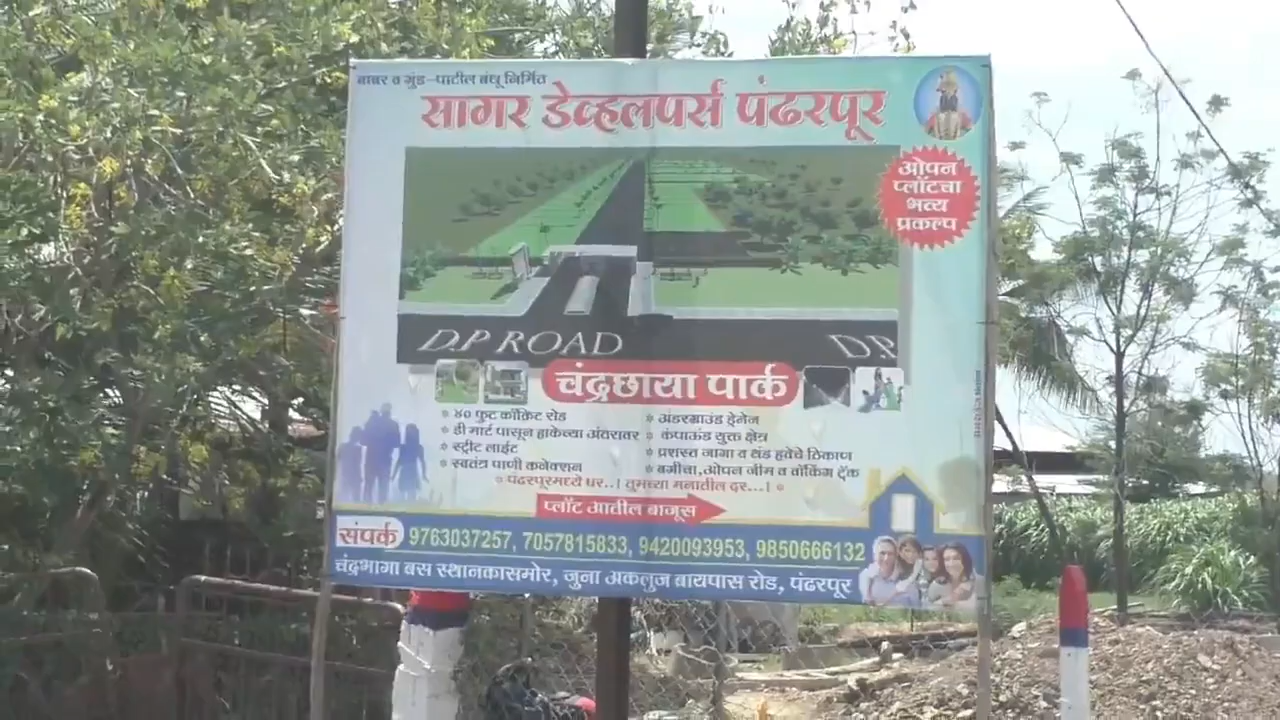 बाबर व गुंड-पाटील बंधू निर्मित
सागर डेव्हलपर्स पंढरपूर
ओपन
प्लॉटचा
भव्य
प्रकल्प
D.P ROAD
D.P
चंद्रछाया पार्क
४० फुट काँक्रिट रोड
डी मार्ट पासून हाकेच्या अंतरावर
स्ट्रीट लाईट
स्वतंत्र पाणी कनेक्शन
अंडरग्राउंड ड्रेनेज
कंपाऊंड युक्त क्षेत्र
प्रशस्त जागा व थंड हवेचे ठिकाण
बगीचा,ओपन जीम व वॉकिंग ट्रॅक
पंढरपूरमध्ये घर..! तुमच्या मनातील दर...!
प्लॉट आतील बाजूस
संपर्क 9763037257, 7057815833, 9420093953, 9850666132
चंद्रभागा बस स्थानकासमोर, जुना अकलुज बायपास रोड, पंढरपूर